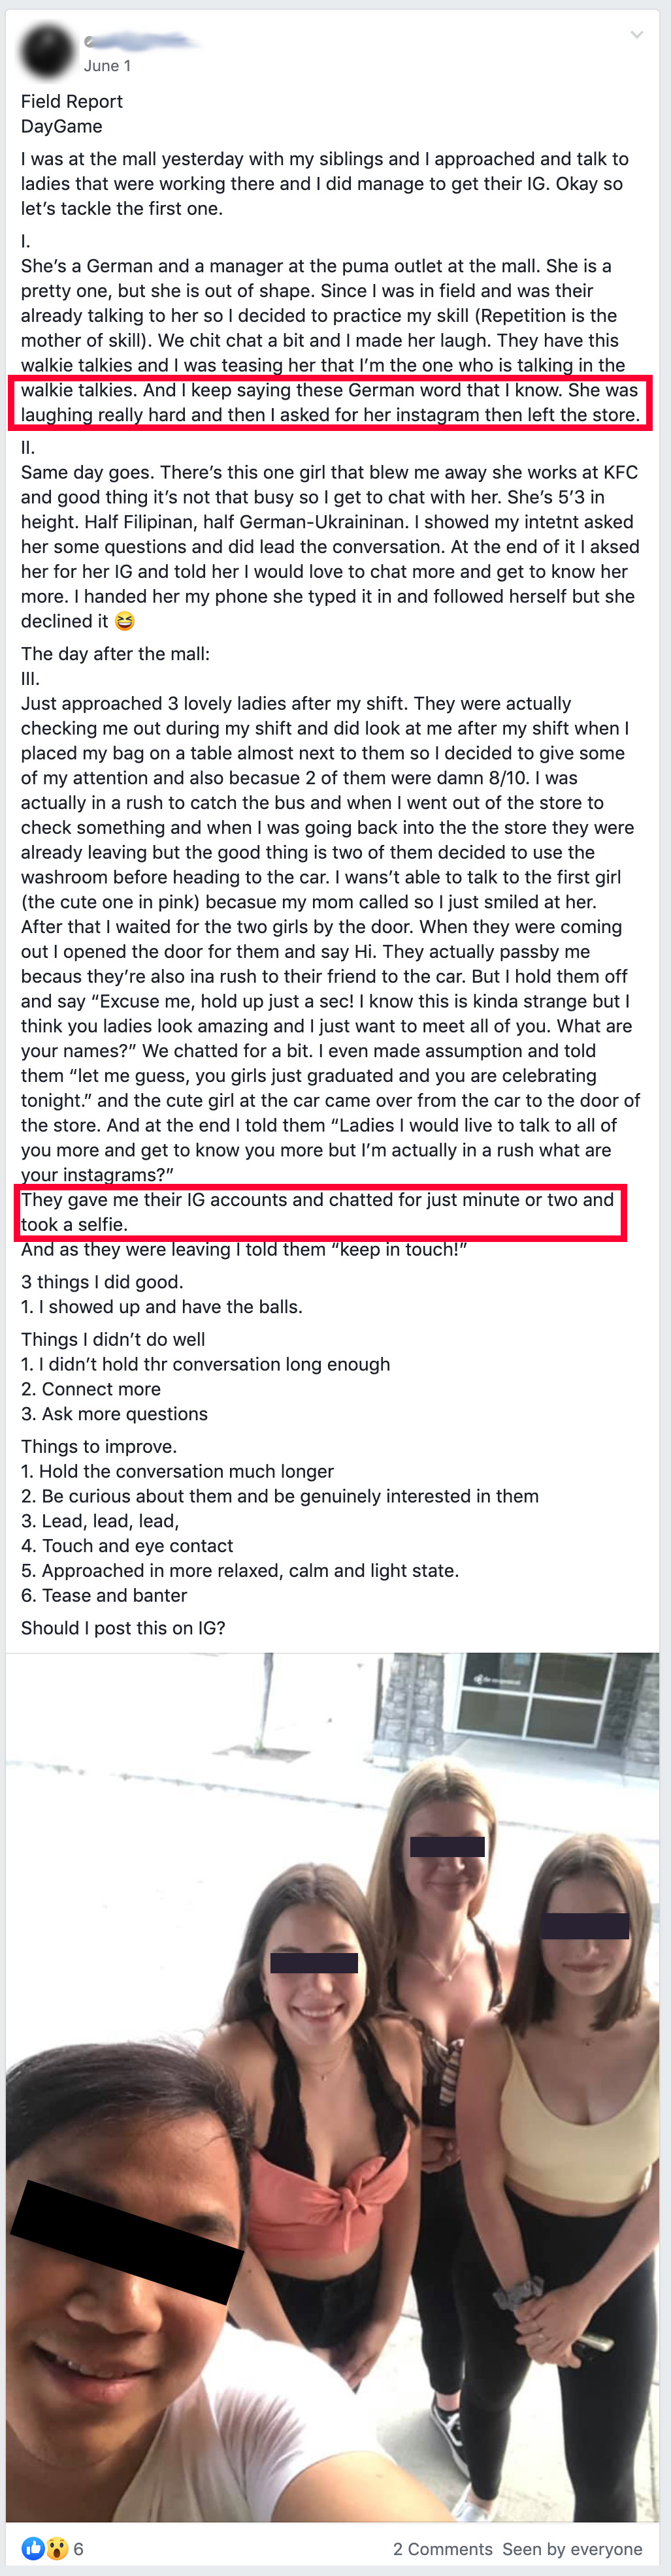 June 1
Field Report
DayGame
I was at the mall yesterday with my siblings and I approached and talk to
ladies that were working there and I did manage to get their IG. Okay so
let's tackle the first one.
I.
She's a German and a manager at the puma outlet at the mall. She is a
pretty one, but she is out of shape. Since I was in field and was their
already talking to her so I decided to practice my skill (Repetition is the
mother of skill). We chit chat a bit and I made her laugh. They have this
walkie talkies and I was teasing her that I'm the one who is talking in the
walkie talkies. And I keep saying these German word that I know. She was
laughing really hard and then I asked for her instagram then left the store.
II.
Same day goes. There's this one girl that blew me away she works at KFC
and good thing it's not that busy so I get to chat with her. She's 5'3 in
height. Half Filipinan, half German-Ukraininan. I showed my intetnt asked
her some questions and did lead the conversation. At the end of it I aksed
her for her IG and told her I would love to chat more and get to know her
more. I handed her my phone she typed it in and followed herself but she
declined it 😆
The day after the mall:
III.
Just approached 3 lovely ladies after my shift. They were actually
checking me out during my shift and did look at me after my shift when I
placed my bag on a table almost next to them so I decided to give some
of my attention and also becasue 2 of them were damn 8/10. I was
actually in a rush to catch the bus and when I went out of the store to
check something and when I was going back into the the store they were
already leaving but the good thing is two of them decided to use the
washroom before heading to the car. I wans't able to talk to the first girl
(the cute one in pink) becasue my mom called so I just smiled at her.
After that I waited for the two girls by the door. When they were coming
out I opened the door for them and say Hi. They actually passby me
becaus they're also ina rush to their friend to the car. But I hold them off
and say "Excuse me, hold up just a sec! I know this is kinda strange but I
think you ladies look amazing and I just want to meet all of you. What are
your names?" We chatted for a bit. I even made assumption and told
them "let me guess, you girls just graduated and you are celebrating
tonight." and the cute girl at the car came over from the car to the door of
the store. And at the end I told them "Ladies I would live to talk to all of
you more and get to know you more but I'm actually in a rush what are
your instagrams?"
They gave me their IG accounts and chatted for just minute or two and
took a selfie.
And as they were leaving I told them "keep in touch!"
3 things I did good.
1. I showed up and have the balls.
Things I didn't do well
1. I didn't hold thr conversation long enough
2. Connect more
3. Ask more questions
Things to improve.
1. Hold the conversation much longer
2. Be curious about them and be genuinely interested in them
3. Lead, lead, lead,
4. Touch and eye contact
5. Approached in more relaxed, calm and light state.
6. Tease and banter
Should I post this on IG?
6
2 Comments Seen by everyone